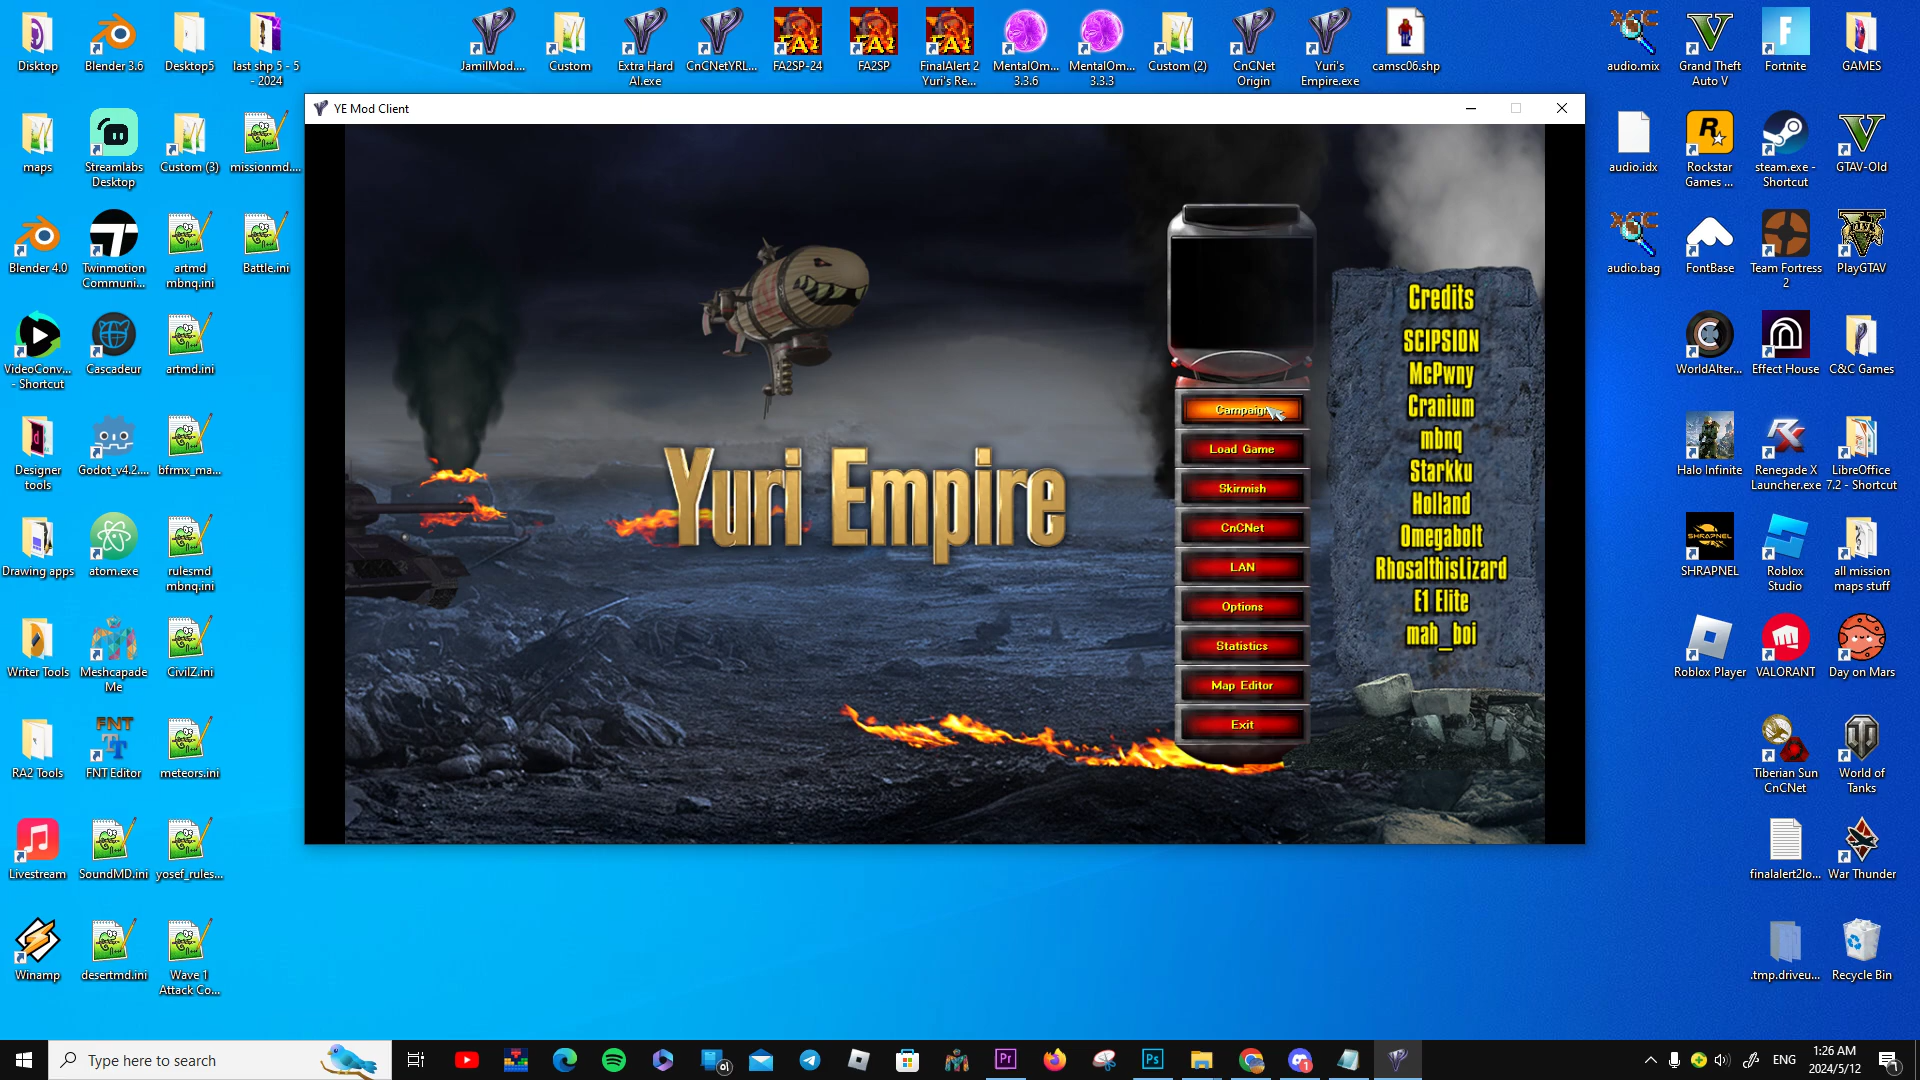 Disktop
Blender 3.6
Desktop5
last shp 5 - 5
- 2024
JamilMod....
Custom
Extra Hard
AI.exe
CnCNetYRL...
FA2
FA2SP-24
FA2
FA2SP
FA2
FinalAlert 2
Yuri's Re...
MentalOm...
3.3.6
MentalOm...
3.3.3
Custom (2)
CnCNet
Origin
Yuri's
Empire.exe
camsc06.shp
audio.mix
Grand Theft
Auto V
Fortnite
GAMES
YE Mod Client
maps
Streamlabs
Desktop
Custom (3)
missionmd....
audio.idx
Rockstar
Games ...
steam.exe -
Shortcut
GTAV-Old
Blender 4.0
Twinmotion
Communi...
artmd
mbnq.ini
Battle.ini
audio.bag
FontBase
Team Fortress
2
PlayGTAV
VideoConv...
- Shortcut
Cascadeur
artmd.ini
WorldAlter...
Effect House
C&C Games
Designer
tools
Godot_v4.2....
bfrmx_ma...
Halo Infinite
Renegade X
Launcher.exe
LibreOffice
7.2 - Shortcut
Drawing apps
atom.exe
rulesmd
mbnq.ini
SHRAPNEL
SHRAPNEL
Roblox
Studio
all mission
maps stuff
Writer Tools
Meshcapade
Me
CivilZ.ini
Roblox Player
VALORANT
Day on Mars
RA2 Tools
FNT
TT
FNT Editor
meteors.ini
Tiberian Sun
CnCNet
World of
Tanks
Livestream
SoundMD.ini
yosef_rules...
finalalert2lo...
War Thunder
Winamp
desertmd.ini
Wave 1
Attack Co...
.tmp.driveu...
Recycle Bin
Yuri Empire
Campaign
Load Game
Skirmish
CnCNet
LAN
Options
Statistics
Map Editor
Exit
Credits
SCIPSION
McPwny
Cranium
mbnq
Starkku
Holland
Omegabolt
RhosalthisLizard
E1 Elite
mah_boi
Type here to search
Pr
Ps
ENG
1:26 AM
2024/5/12